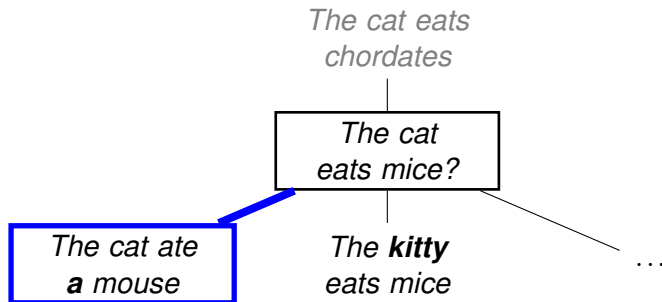 The cat eats
chordates
The cat
eats mice?
The cat ate
a mouse
The kitty
eats mice
...